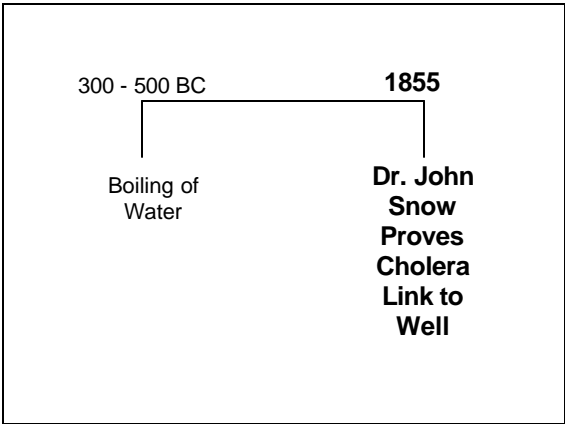 300 - 500 BC
1855
Boiling of
Water
Dr. John
Snow
Proves
Cholera
Link to
Well